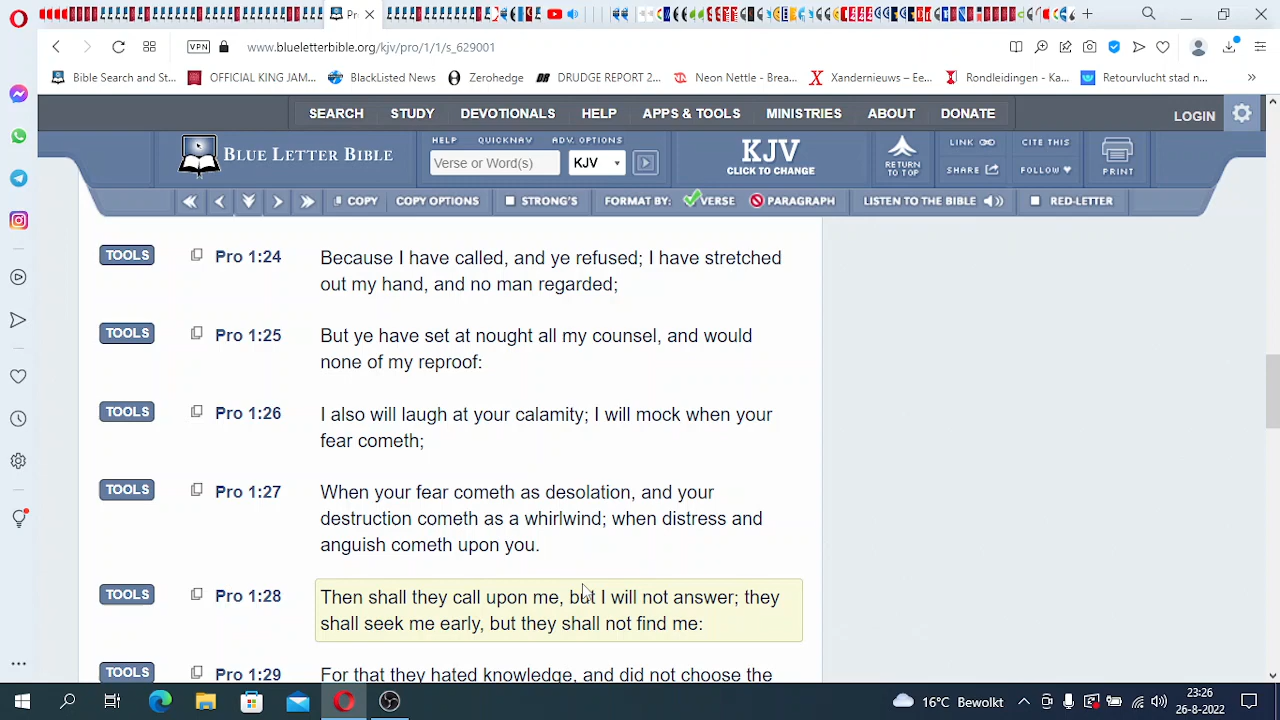 Pr
www.blueletterbible.org/kjv/pro/1/1/s_629001
VPN
Bible Search and St...
OFFICIAL KING JAM...
BlackListed News
Zerohedge
DRUDGE REPORT 2...
Neon Nettle - Brea...
Xandernieuws – Ee...
Rondleidingen - Ka...
Retourvlucht stad n...
»
SEARCH STUDY DEVOTIONALS HELP APPS & TOOLS MINISTRIES ABOUT DONATE
LOGIN
BLUE LETTER BIBLE
HELP QUICKNAV ADV. OPTIONS
Verse or Word(s)
KJV
KJV
CLICK TO CHANGE
RETURN
TO TOP
LINK
SHARE
CITE THIS
FOLLOW
PRINT
COPY COPY OPTIONS STRONG'S FORMAT BY: VERSE PARAGRAPH LISTEN TO THE BIBLE RED-LETTER
TOOLS Pro 1:24 Because I have called, and ye refused; I have stretched
out my hand, and no man regarded;
TOOLS Pro 1:25 But ye have set at nought all my counsel, and would
none of my reproof:
TOOLS Pro 1:26 I also will laugh at your calamity; I will mock when your
fear cometh;
TOOLS Pro 1:27 When your fear cometh as desolation, and your
destruction cometh as a whirlwind; when distress and
anguish cometh upon you.
TOOLS Pro 1:28 Then shall they call upon me, but I will not answer; they
shall seek me early, but they shall not find me:
TOOLS Pro 1:29 For that they hated knowledge, and did not choose the
16°C Bewolkt
23:26
26-8-2022